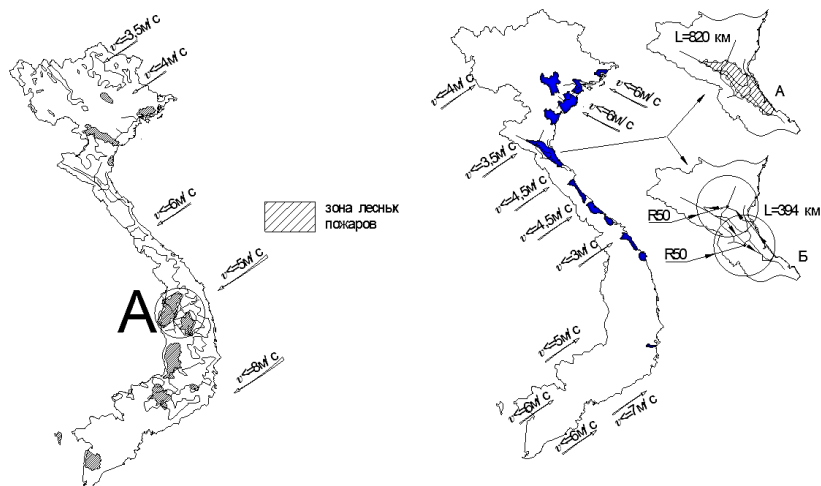 v<=3,5м/с
v<=4м/с
v<=6м/с
v<=5м/с
v<=8м/с
А
зона лесных
пожаров
v<=4м/с
v<=6м/с
v<=6м/с
v<=3,5м/с
v<=4,5м/с
v<=4,5м/с
v<=3м/с
v<=5м/с
v<=6м/с
v<=6м/с
v<=7м/с
L=820 км
А
R50
L=394 км
R50
Б